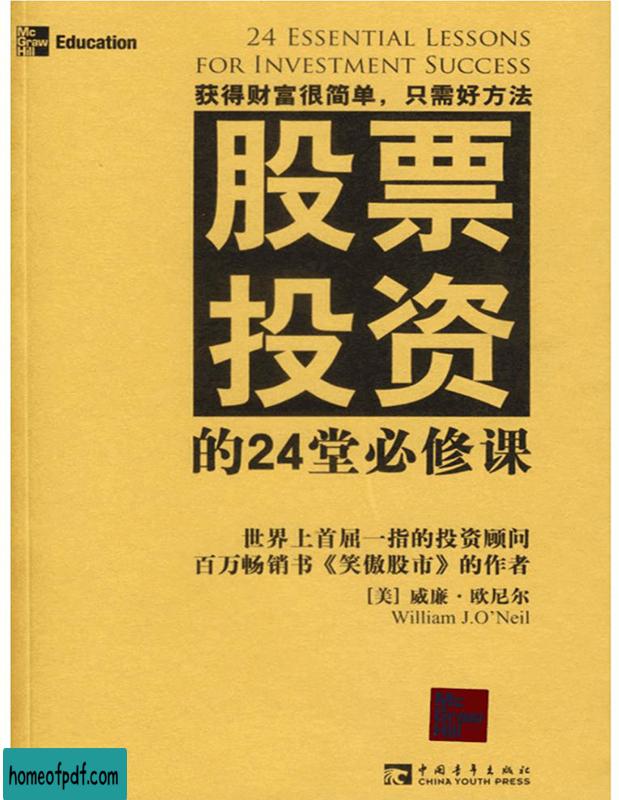 Mc
Graw
Hill
Education
24 ESSENTIAL LESSONS
FOR INVESTMENT SUCCESS
获得财富很简单，只需好方法
股票
投资
的24堂必修课
世界上首屈一指的投资顾问
百万畅销书《笑傲股市》的作者
［美］威廉·欧尼尔
William J.O'Neil
Mc
Graw
Hill
中国青年出版社
CHINA YOUTH PRESS
homeofpdf.com